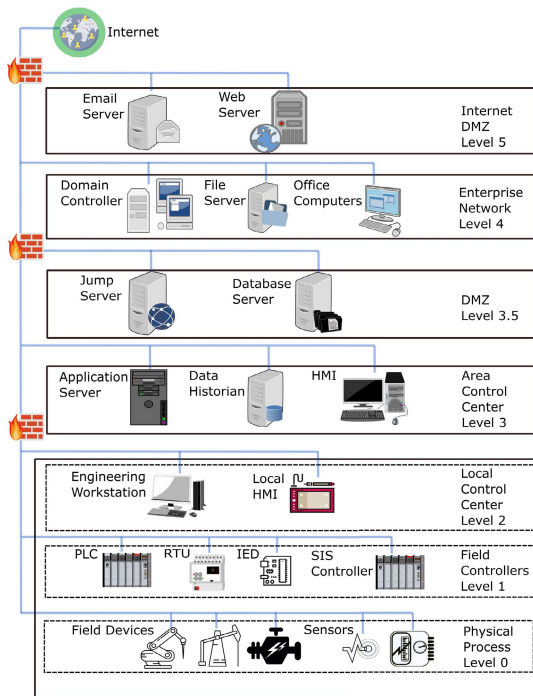 Internet
Email
Server
Web
Server
Internet
DMZ
Level 5
Domain
Controller
File
Server
Office
Computers
Enterprise
Network
Level 4
Jump
Server
Database
Server
DMZ
Level 3.5
Application
Server
Data
Historian
HMI
Area
Control
Center
Level 3
Engineering
Workstation
Local
HMI
Local
Control
Center
Level 2
PLC
RTU
IED
SIS
Controller
Field
Controllers
Level 1
Field Devices
Sensors
Physical
Process
Level 0